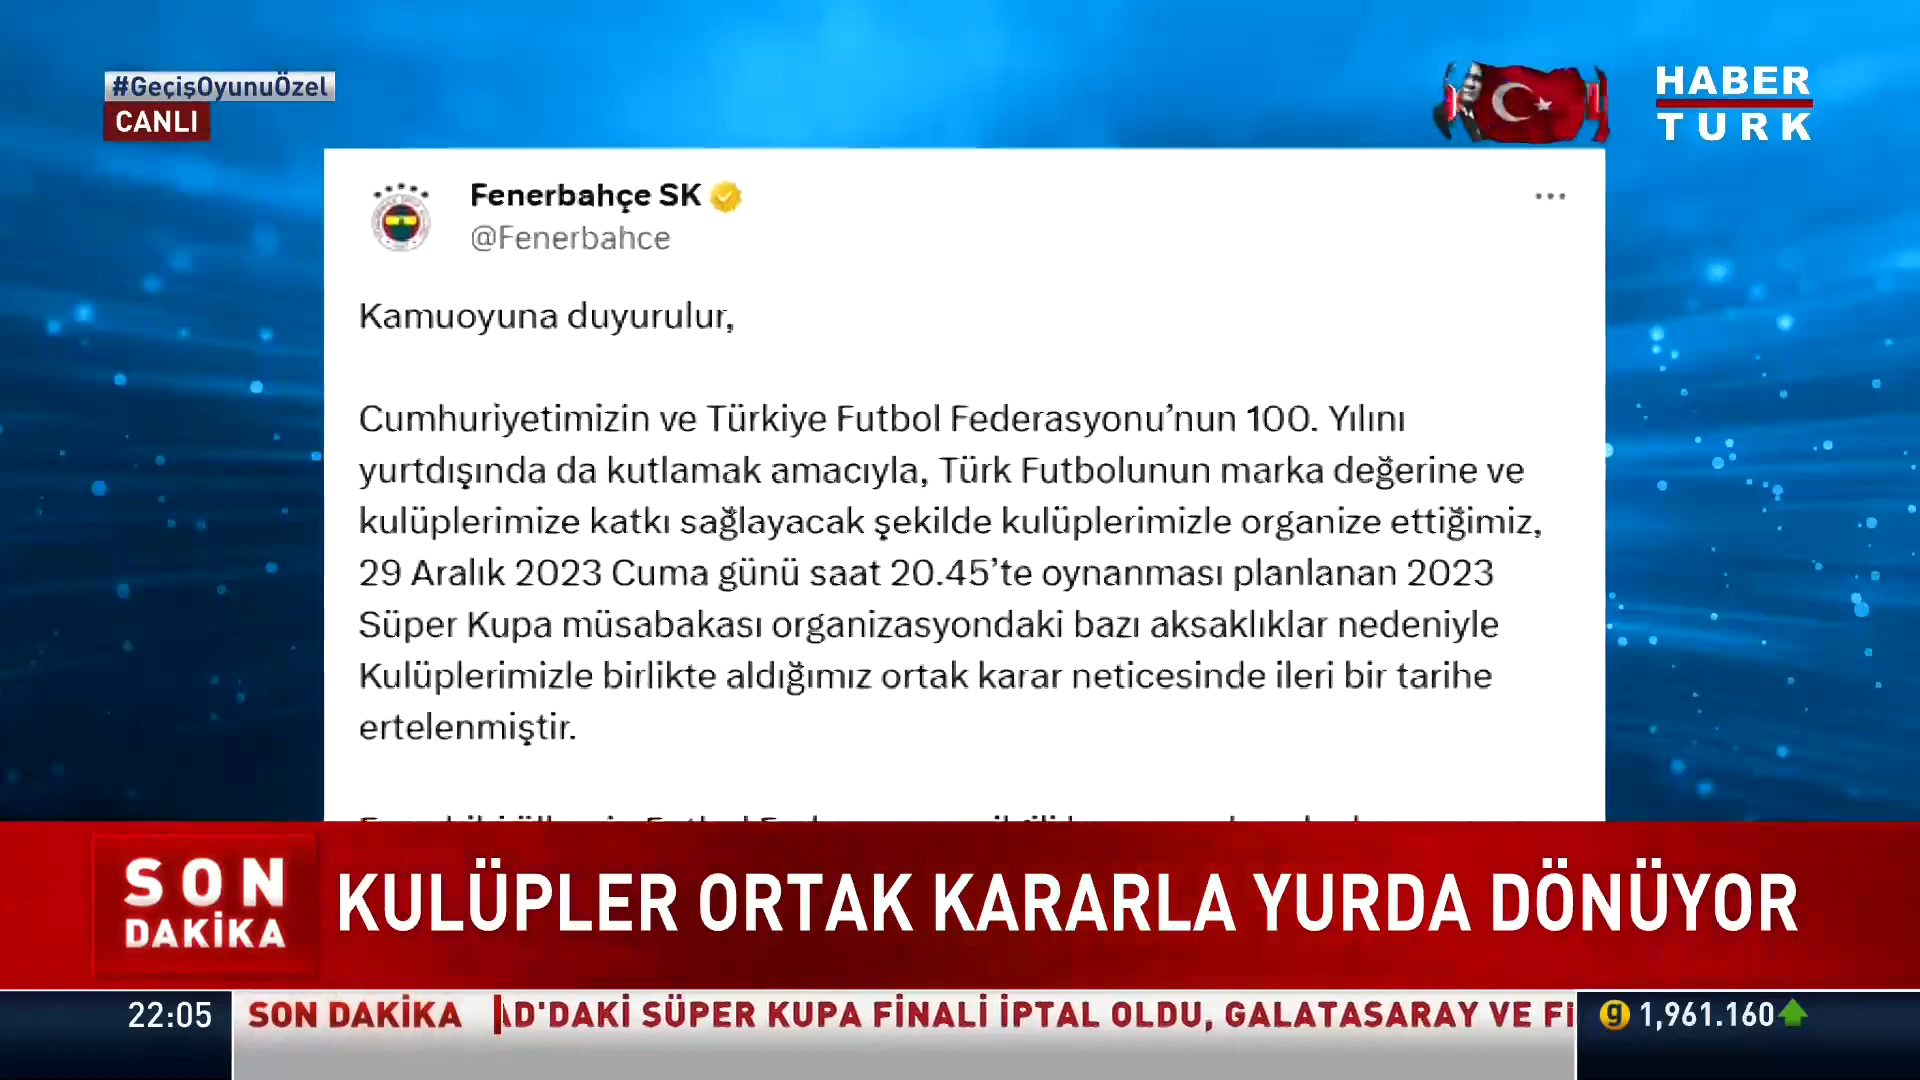 #GeçişOyunuÖzel
CANLI
HABER
TURK
Fenerbahçe SK
@Fenerbahce
Kamuoyuna duyurulur,
Cumhuriyetimizin ve Türkiye Futbol Federasyonu’nun 100. Yılını
yurtdışında da kutlamak amacıyla, Türk Futbolunun marka değerine ve
kulüplerimize katkı sağlayacak şekilde kulüplerimizle organize ettiğimiz,
29 Aralık 2023 Cuma günü saat 20.45’te oynanması planlanan 2023
Süper Kupa müsabakası organizasyondaki bazı aksaklıklar nedeniyle
Kulüplerimizle birlikte aldığımız ortak karar neticesinde ileri bir tarihe
ertelenmiştir.
SON
DAKİKA
KULÜPLER ORTAK KARARLA YURDA DÖNÜYOR
22:05
SON DAKİKA
AD'DAKİ SÜPER KUPA FİNALİ İPTAL OLDU, GALATASARAY VE
g 1,961.160